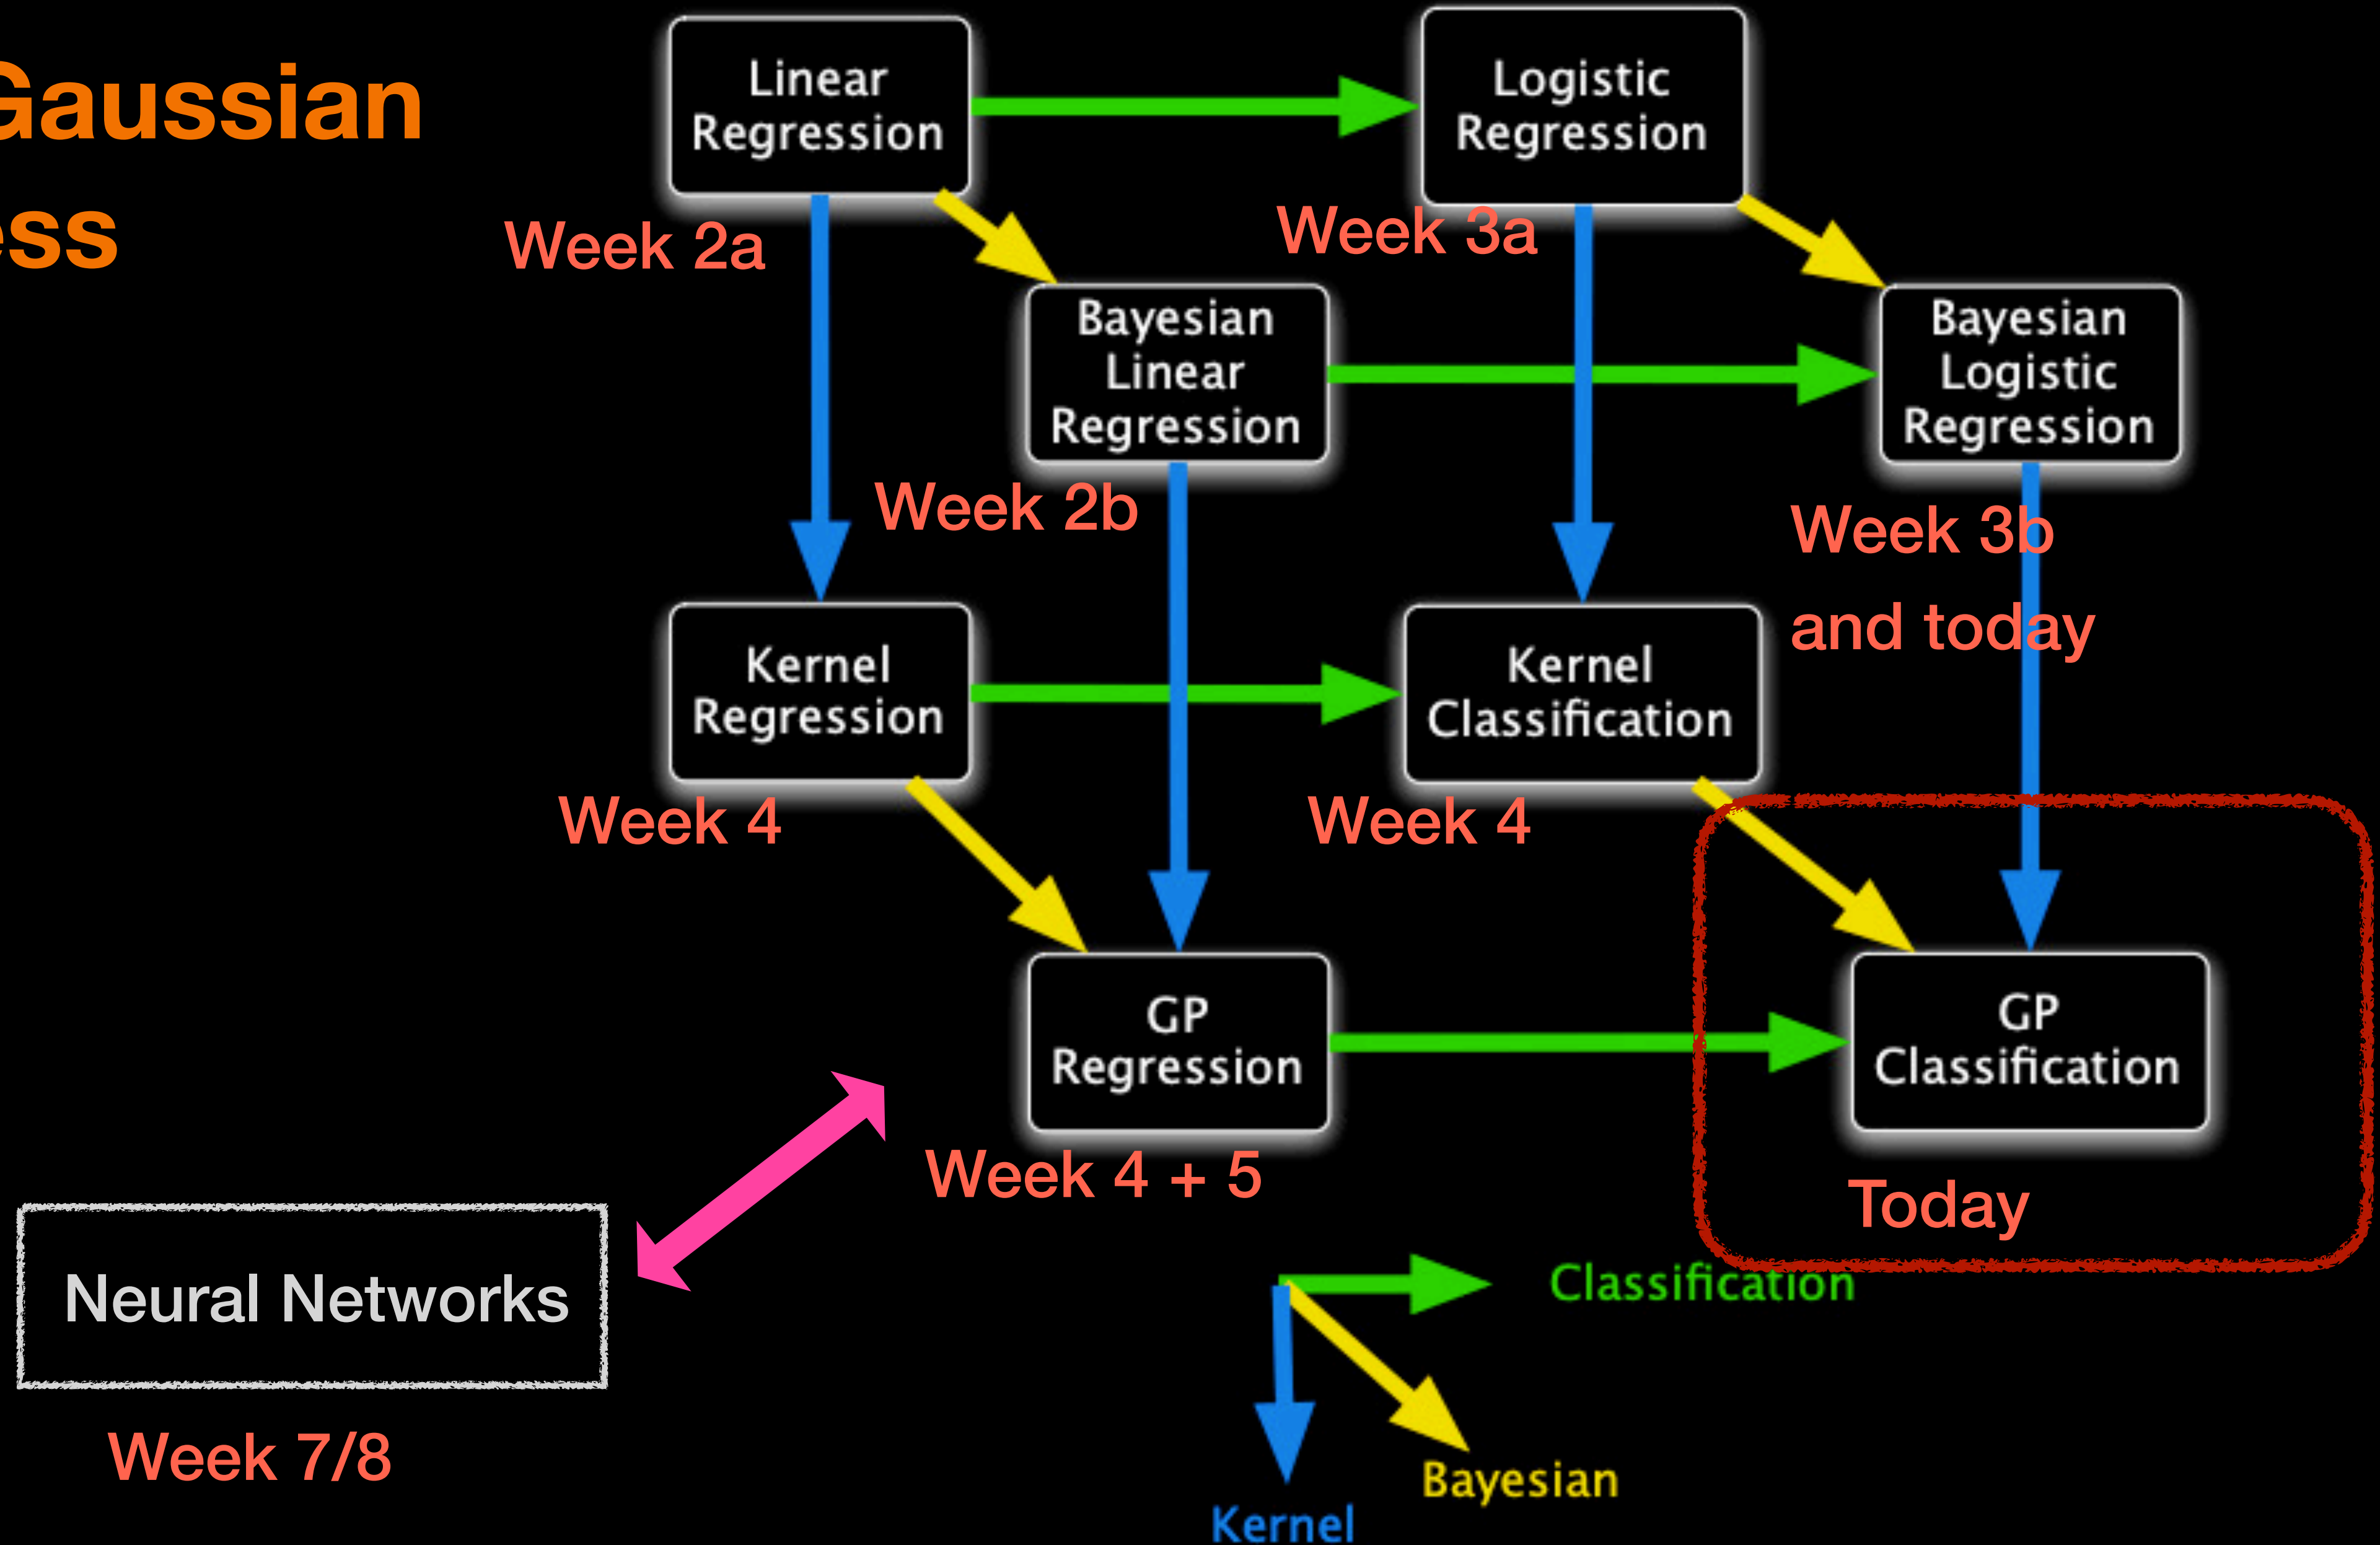 Gaussian
ess
Linear
Regression
Logistic
Regression
Week 2a
Week 3a
Bayesian
Linear
Regression
Bayesian
Logistic
Regression
Week 2b
Week 3b
and today
Kernel
Regression
Kernel
Classification
Week 4
Week 4
GP
Regression
GP
Classification
Week 4 + 5
Today
Neural Networks
Week 7/8
Classification
Bayesian
Kernel